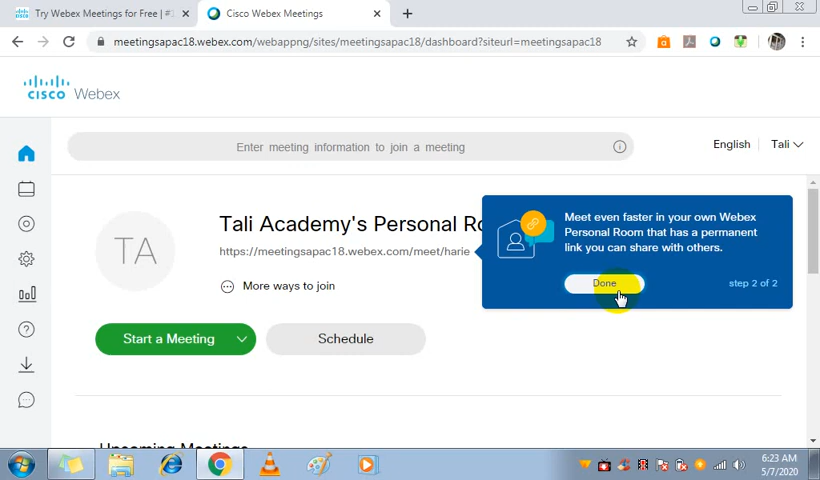 Try Webex Meetings for Free | #
Cisco Webex Meetings
meetingsapac18.webex.com/webappng/sites/meetingsapac18/dashboard?siteurl=meetingsapac18
CISCO Webex
Enter meeting information to join a meeting
English
Tali
TA
Tali Academy's Personal Ro
https://meetingsapac18.webex.com/meet/harie
More ways to join
Meet even faster in your own Webex
Personal Room that has a permanent
link you can share with others.
Done
step 2 of 2
Start a Meeting
Schedule
Upcoming Meetings
6:23 AM
5/7/2020